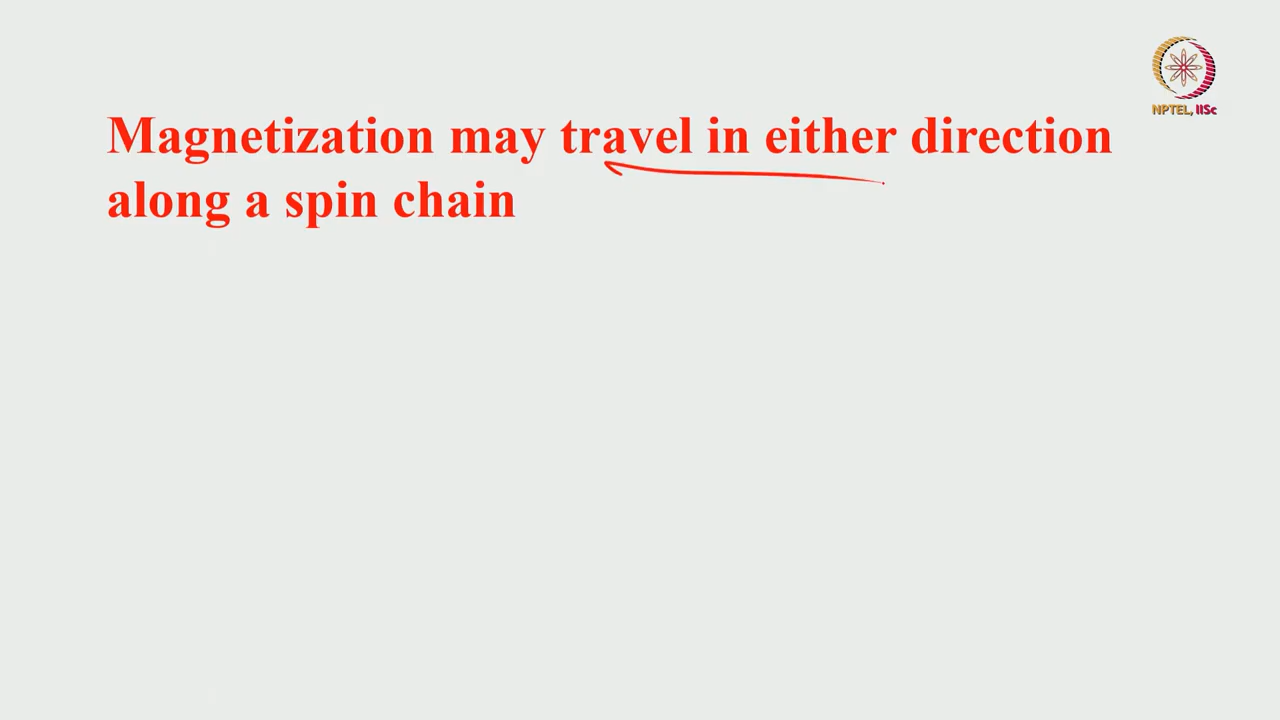 NPTEL, IISc
Magnetization may travel in either direction
along a spin chain